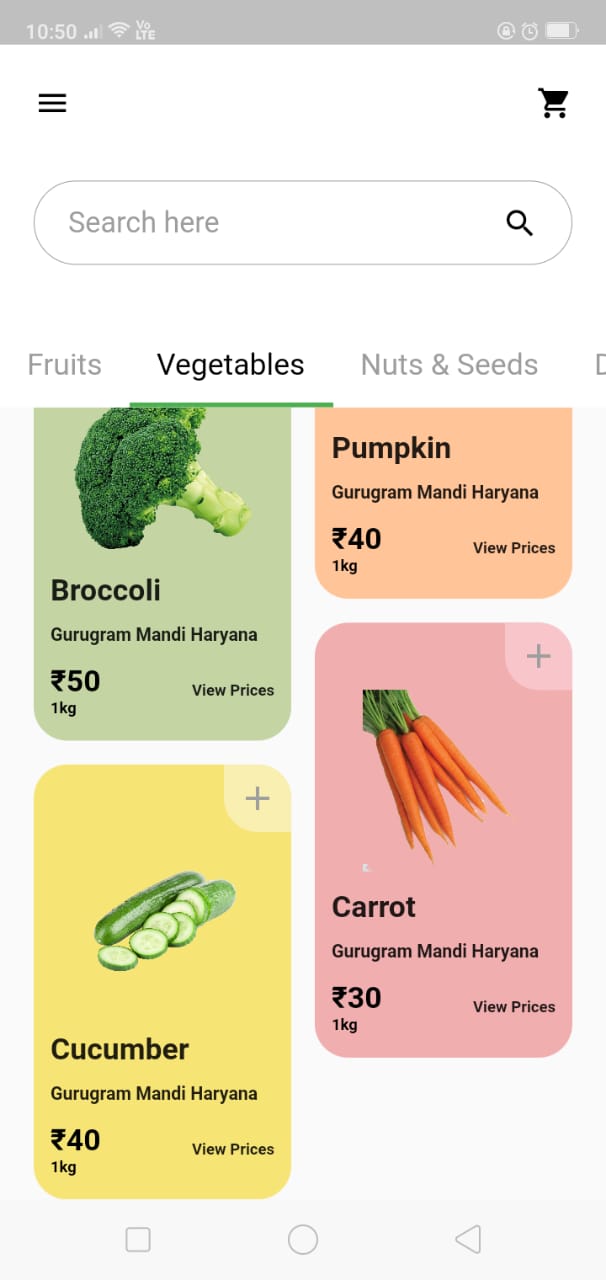 10:50 Vo LTE
Search here
Fruits Vegetables Nuts & Seeds D
Broccoli
Gurugram Mandi Haryana
₹50 View Prices
1kg
Pumpkin
Gurugram Mandi Haryana
₹40 View Prices
1kg
Cucumber
Gurugram Mandi Haryana
₹40 View Prices
1kg
Carrot
Gurugram Mandi Haryana
₹30 View Prices
1kg